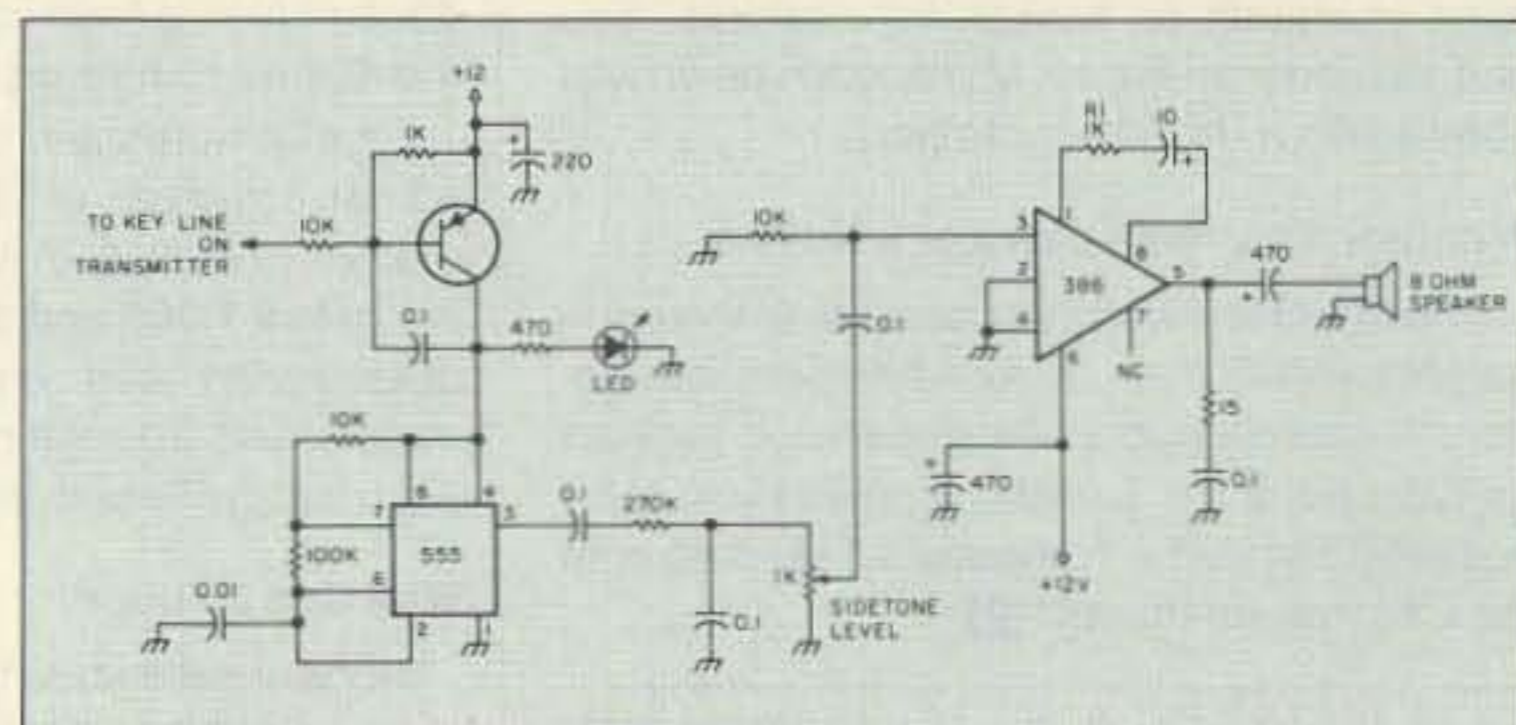 +12
1K
+
220
TO KEY LINE
ON
TRANSMITTER
10K
0.1
470
LED
10K
7
8
4
3
555
100K
6
2
1
0.01
0.1
270K
0.1
1K
SIDETONE
LEVEL
10K
0.1
R1
1K
10
+
3
1
2
8
386
5
4
7
6
NC
470
+
8 OHM
SPEAKER
15
0.1
+
470
+12V